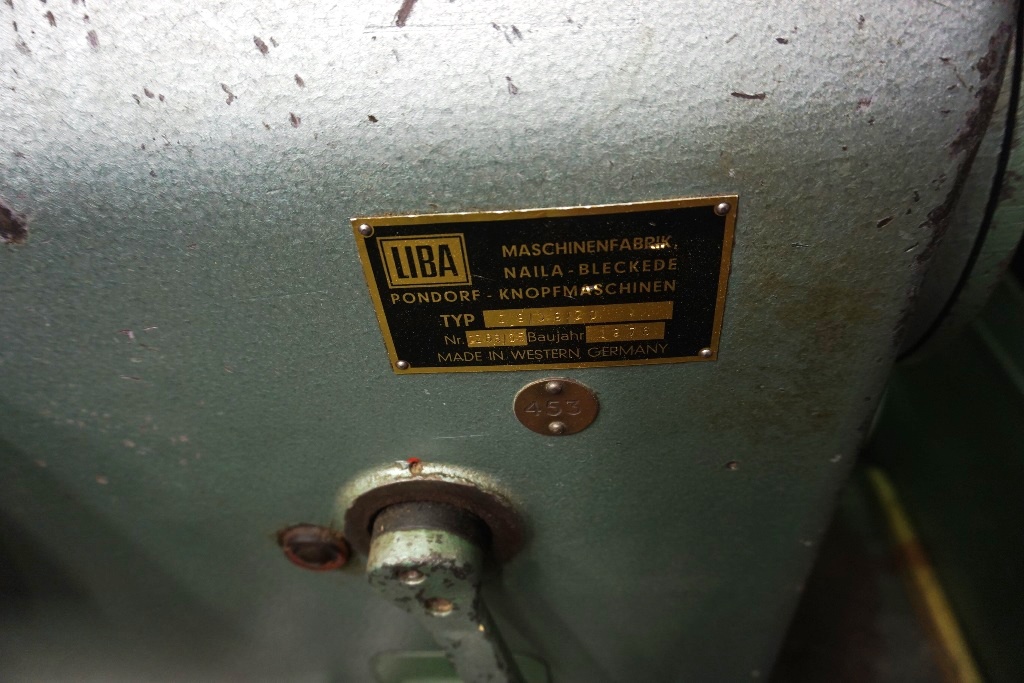 LIBA
MASCHINENFABRIK
NAILA-BLECKEDE
PONDORF-KNOPFMASCHINEN
TYP
Nr. Baujahr
MADE IN WESTERN GERMANY
453